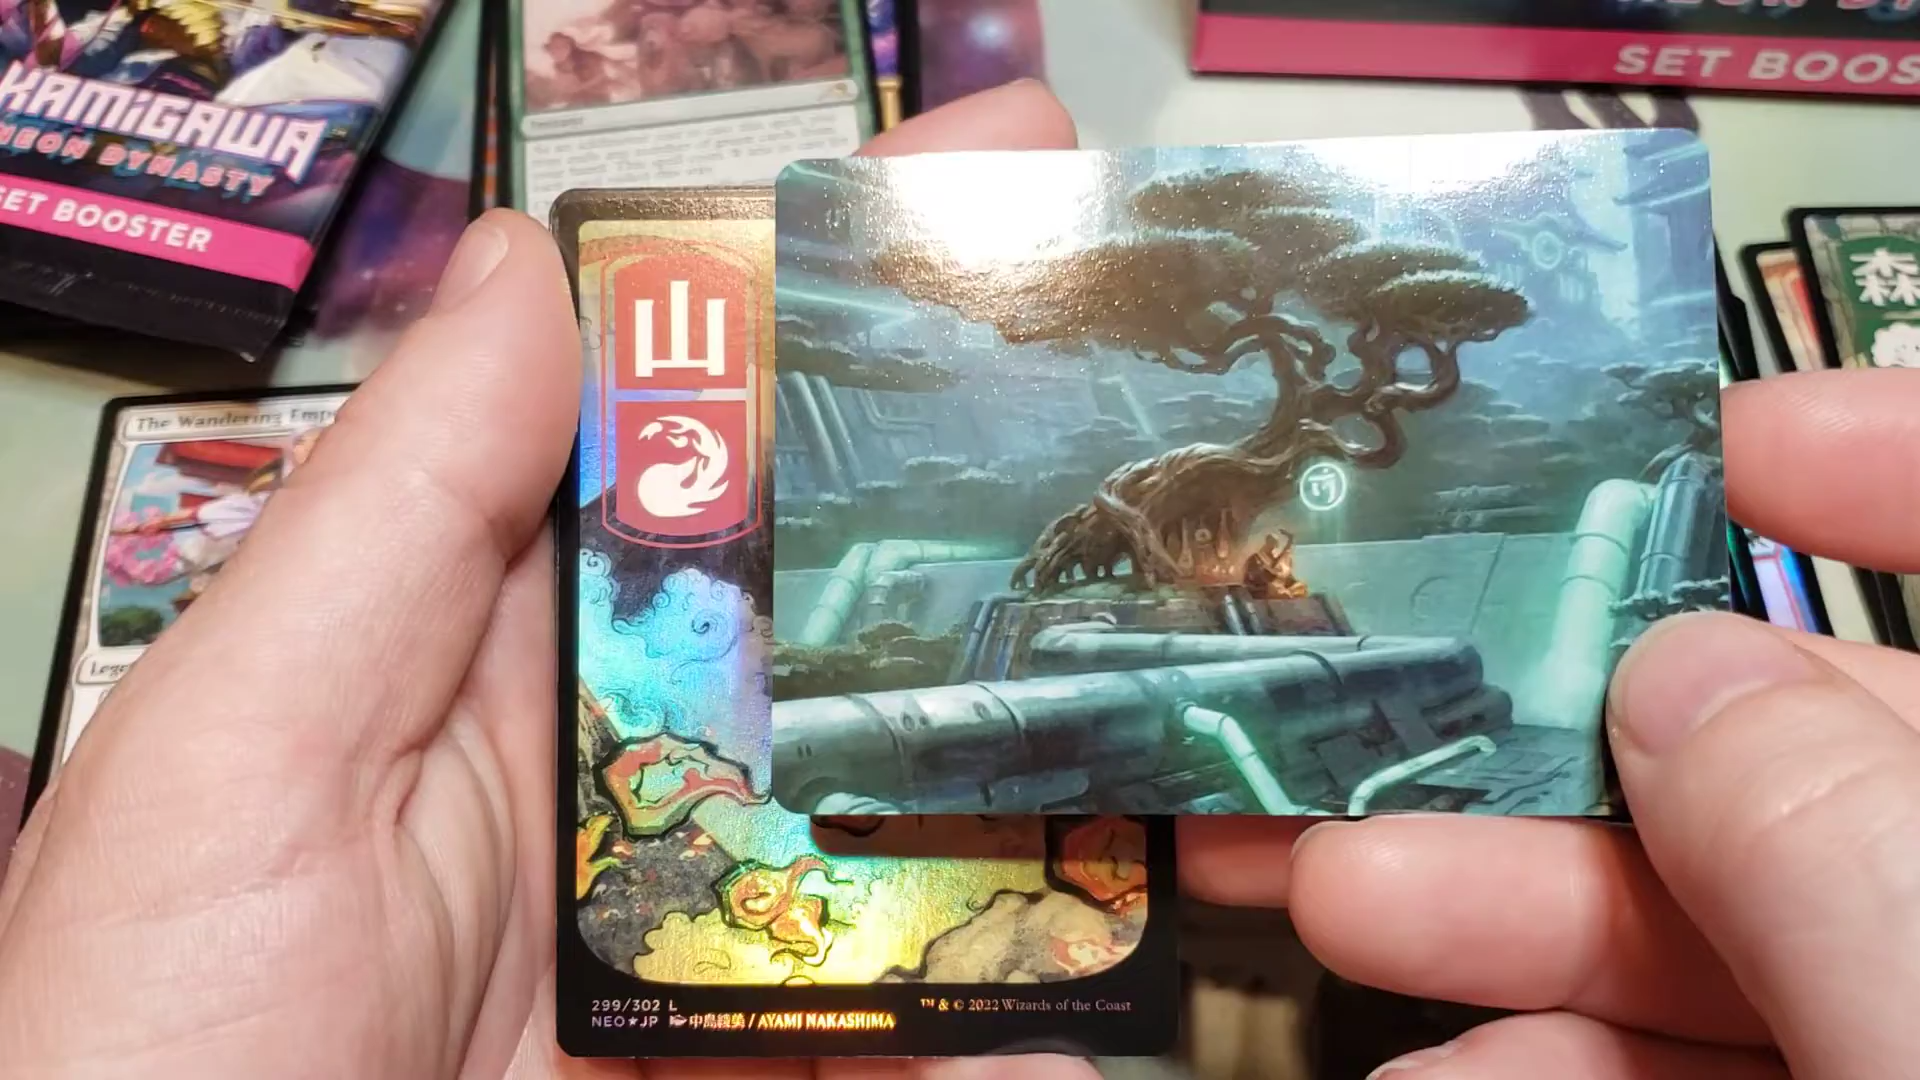 KAMIGAWA
NEON DYNASTY
SET BOOSTER
SET BOOS
The Wandering Emp
Lege
山
森
299/302 L
NEO★JP 中島綾美 / AYAMI NAKASHIMA
™ & © 2022 Wizards of the Coast